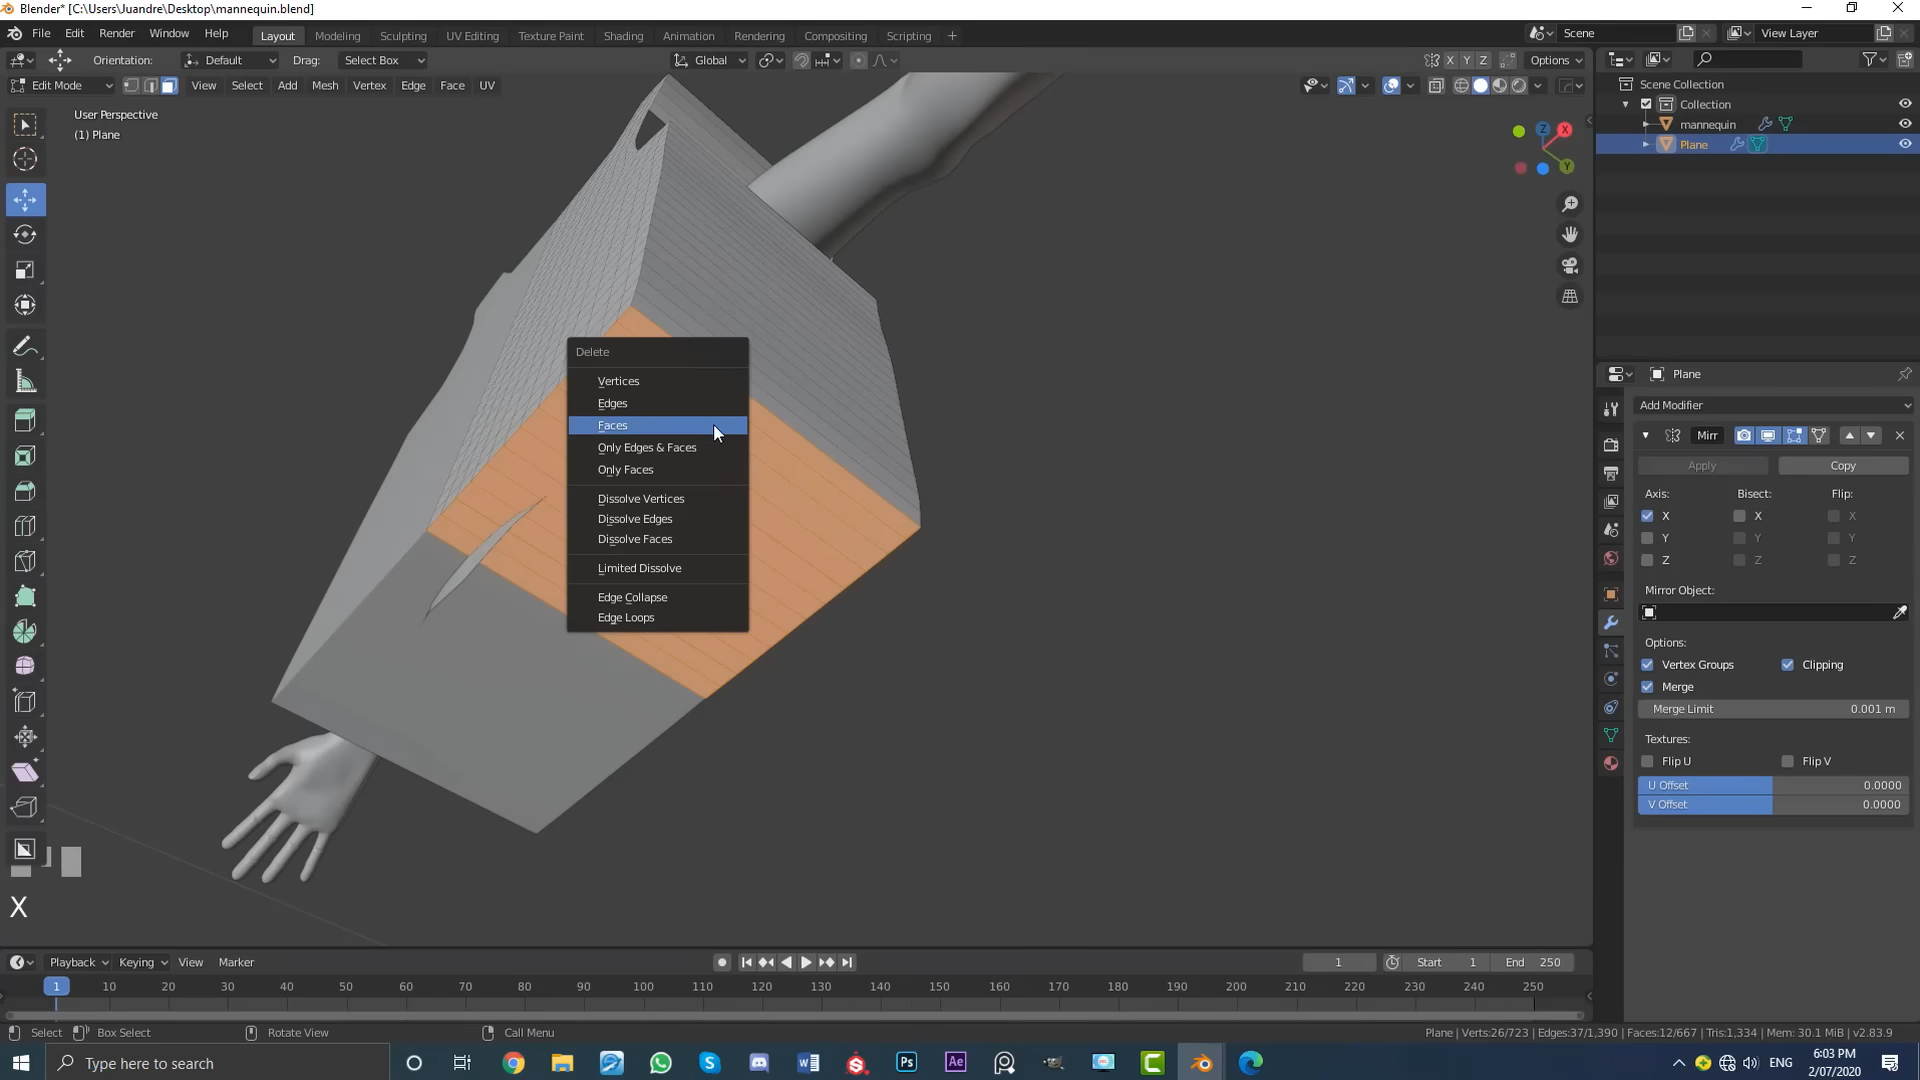 Blender* [C:\Users\Juandre\Desktop\mannequin.blend]
File Edit Render Window Help Layout Modeling Sculpting UV Editing Texture Paint Shading Animation Rendering Compositing Scripting + Scene View Layer
Orientation: Default Drag: Select Box Global X Y Z Options
Edit Mode View Select Add Mesh Vertex Edge Face UV
User Perspective
(1) Plane
Scene Collection
Collection
mannequin
Plane
X
Z
Y
Delete
Vertices
Edges
Faces
Only Edges & Faces
Only Faces
Dissolve Vertices
Dissolve Edges
Dissolve Faces
Limited Dissolve
Edge Collapse
Edge Loops
X
Plane
Add Modifier
Mirr
Apply Copy
Axis: Bisect: Flip:
X X X
Y Y Y
Z Z Z
Mirror Object:
Options:
Vertex Groups Clipping
Merge
Merge Limit 0.001 m
Textures:
Flip U Flip V
U Offset 0.0000
V Offset 0.0000
Playback Keying View Marker 1 Start 1 End 250
1 10 20 30 40 50 60 70 80 90 100 110 120 130 140 150 160 170 180 190 200 210 220 230 240 250
Select Box Select Rotate View Call Menu Plane | Verts:26/723 | Edges:37/1,390 | Faces:12/667 | Tris:1,334 | Mem: 30.1 MiB | v2.83.9
Type here to search ENG 6:03 PM
2/07/2020